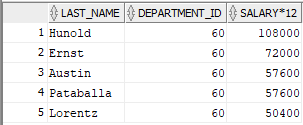 LAST_NAME DEPARTMENT_ID SALARY*12
1 Hunold 60 108000
2 Ernst 60 72000
3 Austin 60 57600
4 Pataballa 60 57600
5 Lorentz 60 50400